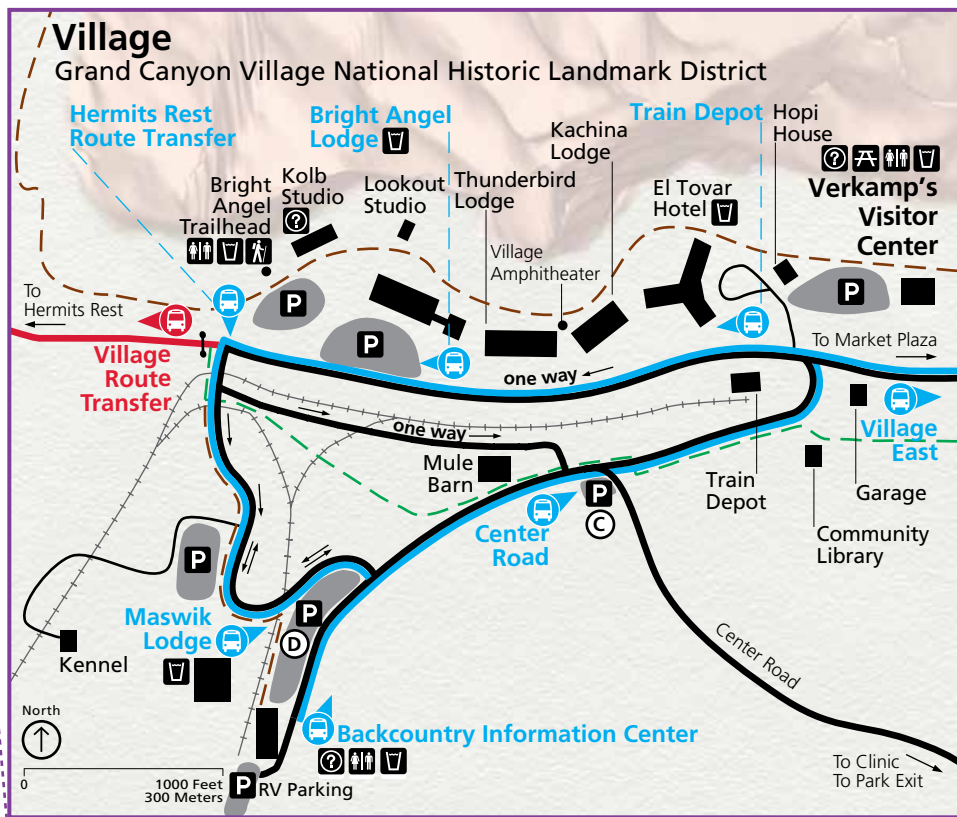 Village
Grand Canyon Village National Historic Landmark District
Hermits Rest
Route Transfer
Bright Angel
Lodge
Train Depot
Hopi
House
Kachina
Lodge
Verkamp's
Visitor
Center
Bright
Angel
Trailhead
Kolb
Studio
?
Lookout
Studio
Thunderbird
Lodge
El Tovar
Hotel
?
Village
Amphitheater
To
Hermits Rest
P
P
P
To Market Plaza
Village
Route
Transfer
one way
one way
Village
East
Mule
Barn
Train
Depot
Garage
Community
Library
Center
Road
P
C
P
P
D
Maswik
Lodge
Kennel
Center Road
North
Backcountry Information Center
?
0
1000 Feet
300 Meters
P
RV Parking
To Clinic
To Park Exit